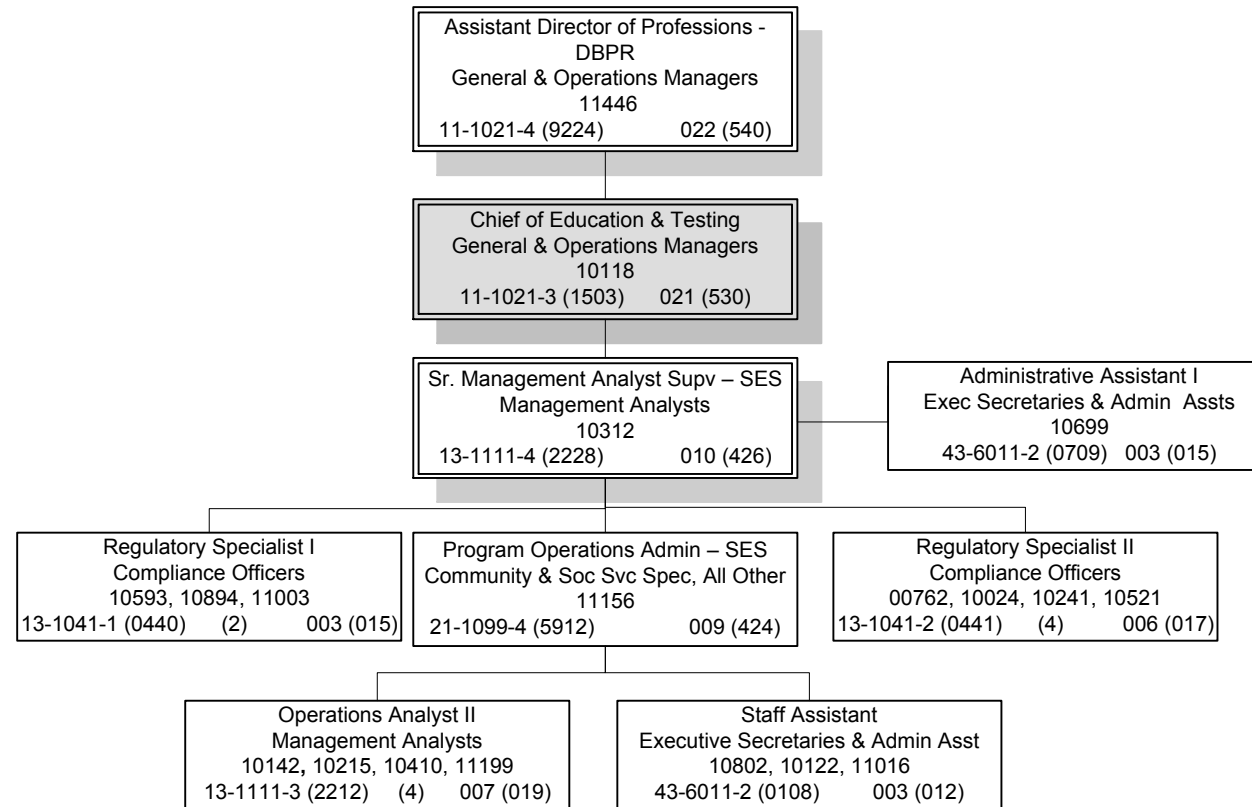 Assistant Director of Professions -
DBPR
General & Operations Managers
11446
11-1021-4 (9224) 022 (540)
Chief of Education & Testing
General & Operations Managers
10118
11-1021-3 (1503) 021 (530)
Sr. Management Analyst Supv – SES
Management Analysts
10312
13-1111-4 (2228) 010 (426)
Administrative Assistant I
Exec Secretaries & Admin Assts
10699
43-6011-2 (0709) 003 (015)
Regulatory Specialist I
Compliance Officers
10593, 10894, 11003
13-1041-1 (0440) (2) 003 (015)
Program Operations Admin – SES
Community & Soc Svc Spec, All Other
11156
21-1099-4 (5912) 009 (424)
Regulatory Specialist II
Compliance Officers
00762, 10024, 10241, 10521
13-1041-2 (0441) (4) 006 (017)
Operations Analyst II
Management Analysts
10142, 10215, 10410, 11199
13-1111-3 (2212) (4) 007 (019)
Staff Assistant
Executive Secretaries & Admin Asst
10802, 10122, 11016
43-6011-2 (0108) 003 (012)